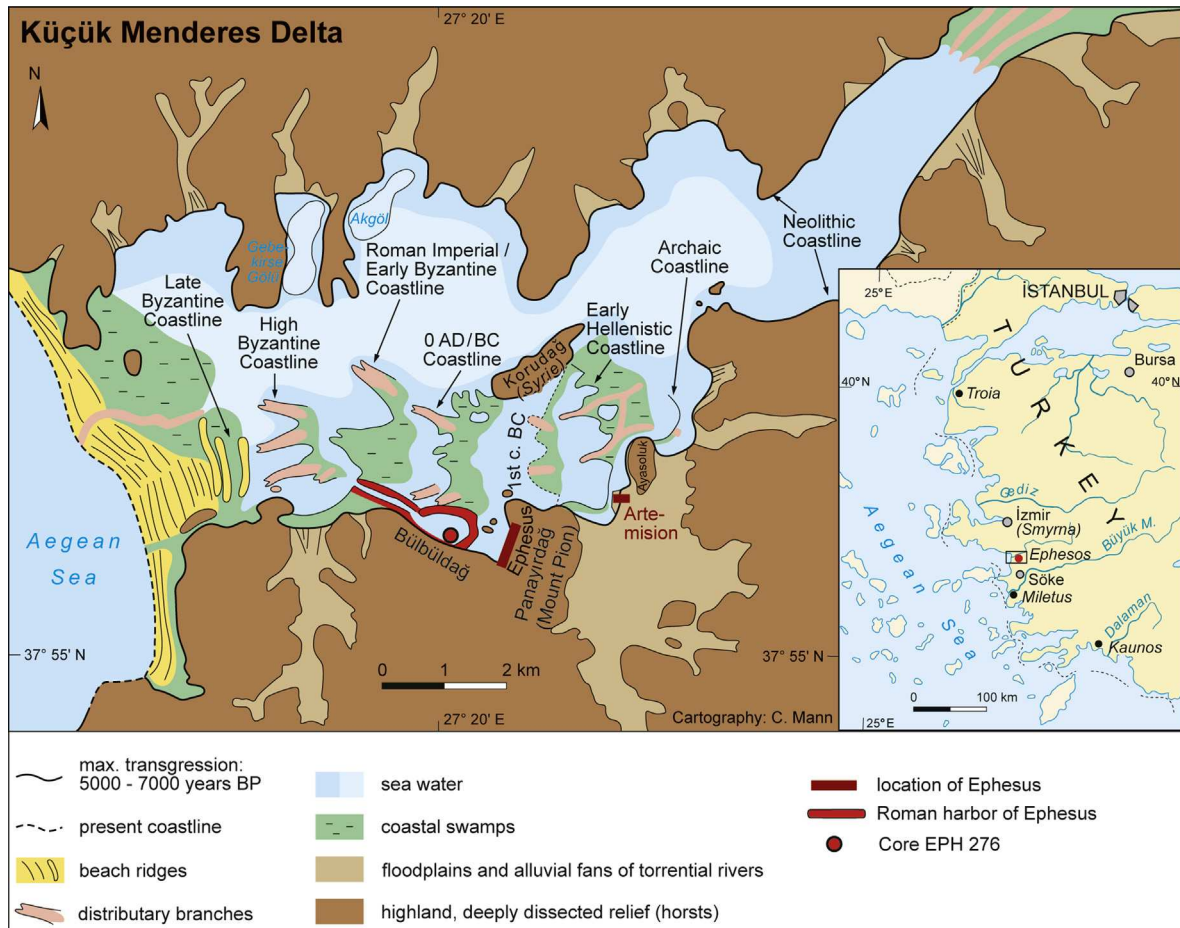 Küçük Menderes Delta
27° 20' E
N
Gebe-
kirse
Gölü
Akgöl
Late
Byzantine
Coastline
High
Byzantine
Coastline
Roman Imperial /
Early Byzantine
Coastline
0 AD/BC
Coastline
Korudağ
(Syrie)
Early
Hellenistic
Coastline
Archaic
Coastline
Neolithic
Coastline
1st c. BC
Ayasoluk
Arte-
mision
Ephesus
Panayırdağ
(Mount Pion)
Bülbüldağ
Aegean
Sea
37° 55' N
0 1 2 km
37° 55' N
27° 20' E
Cartography: C. Mann
25°E
İSTANBUL
TURKEY
Bursa
40°N
40°N
Troia
Gediz
İzmir
(Smyrna)
Büyük M.
Ephesos
Söke
Miletus
Dalaman
Kaunos
Aegean Sea
0 100 km
25°E
max. transgression:
5000 - 7000 years BP
present coastline
beach ridges
distributary branches
sea water
coastal swamps
floodplains and alluvial fans of torrential rivers
highland, deeply dissected relief (horsts)
location of Ephesus
Roman harbor of Ephesus
Core EPH 276